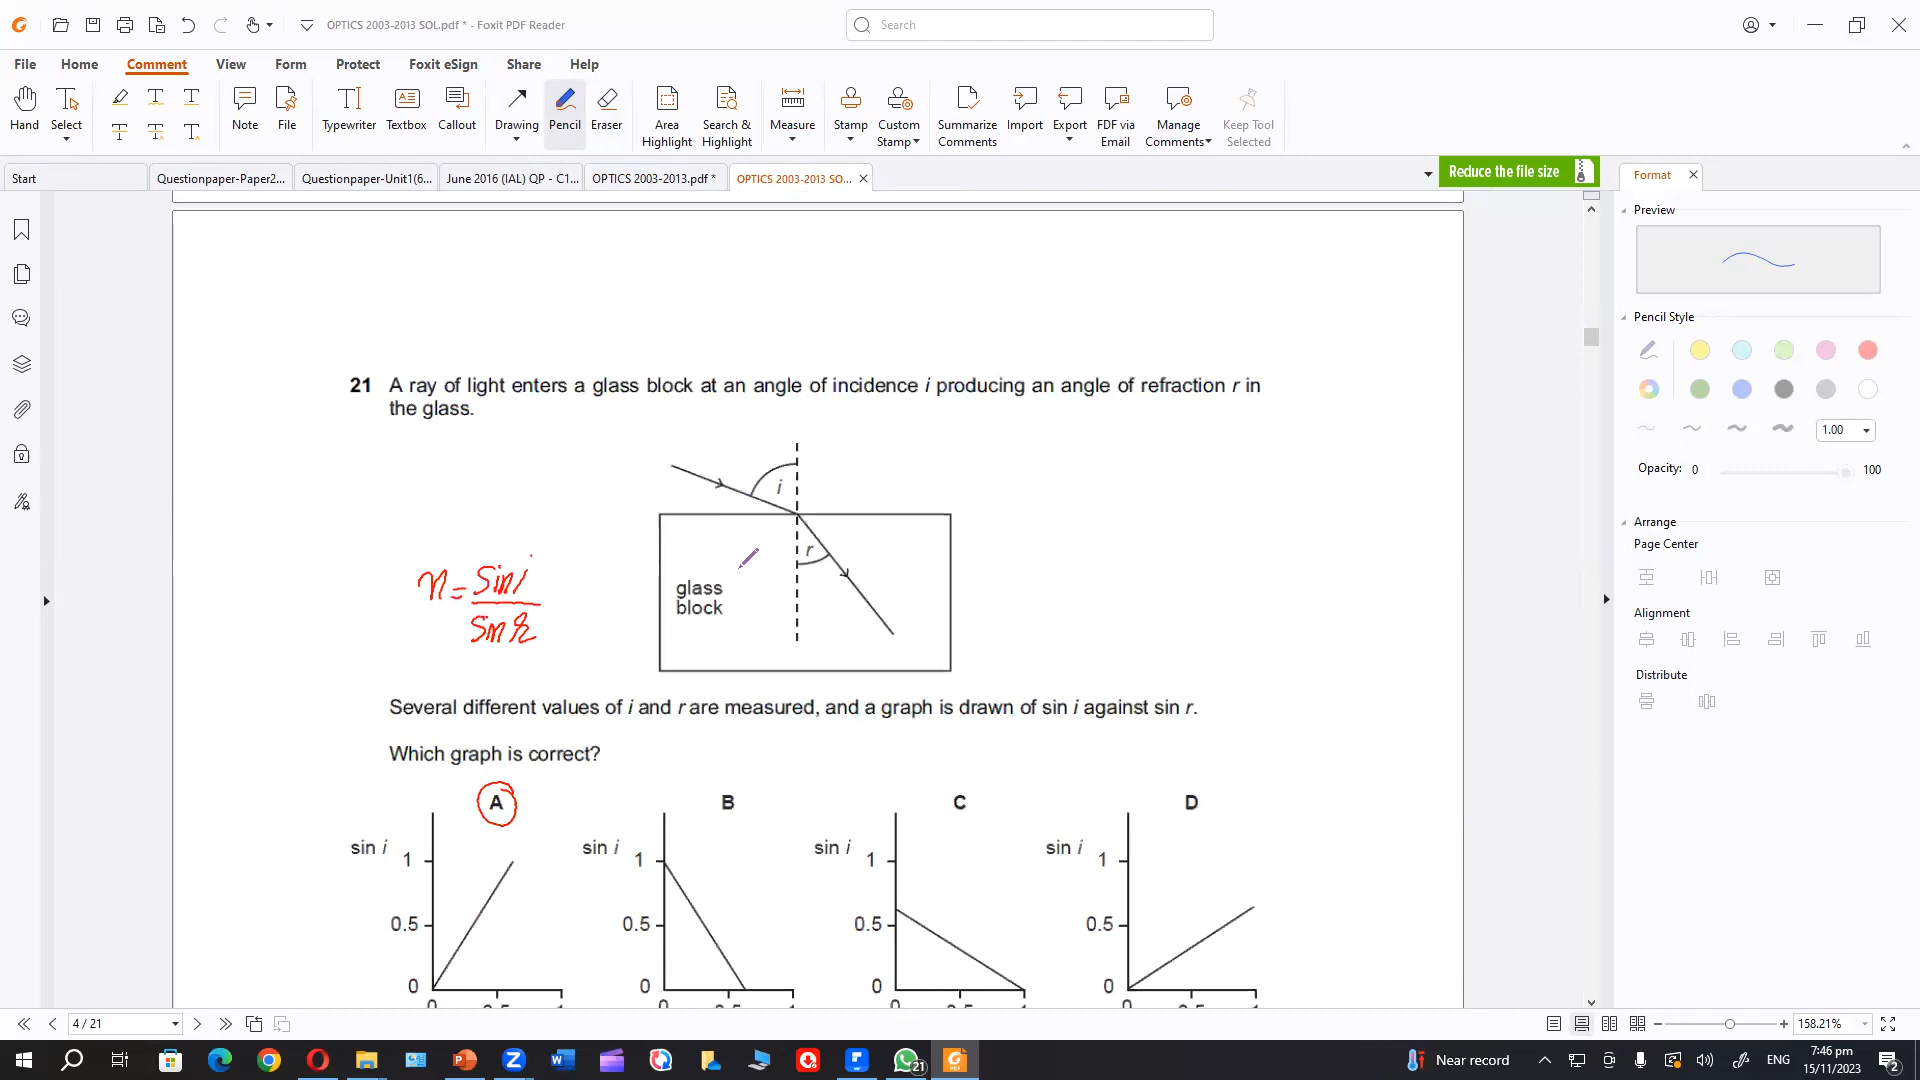 OPTICS 2003-2013 SOL.pdf * - Foxit PDF Reader
Search
File Home Comment View Form Protect Foxit eSign Share Help
Hand Select Note File Typewriter Textbox Callout Drawing Pencil Eraser Area Highlight Search & Highlight Measure Stamp Custom Stamp Summarize Comments Import Export FDF via Email Manage Comments Keep Tool Selected
Start Questionpaper-Paper2... Questionpaper-Unit1(6... June 2016 (IAL) QP - C1... OPTICS 2003-2013.pdf * OPTICS 2003-2013 SO... Reduce the file size
Format
Preview
Pencil Style
1.00
Opacity: 0 100
Arrange
Page Center
Alignment
Distribute
21 A ray of light enters a glass block at an angle of incidence i producing an angle of refraction r in
the glass.
i
r
glass
block
n = Sin i
Sin r
Several different values of i and r are measured, and a graph is drawn of sin i against sin r.
Which graph is correct?
A B C D
sin i 1 sin i 1 sin i 1 sin i 1
0.5 0.5 0.5 0.5
0 0 0 0
4 / 21
158.21%
21
Near record
ENG
7:46 pm
15/11/2023
2